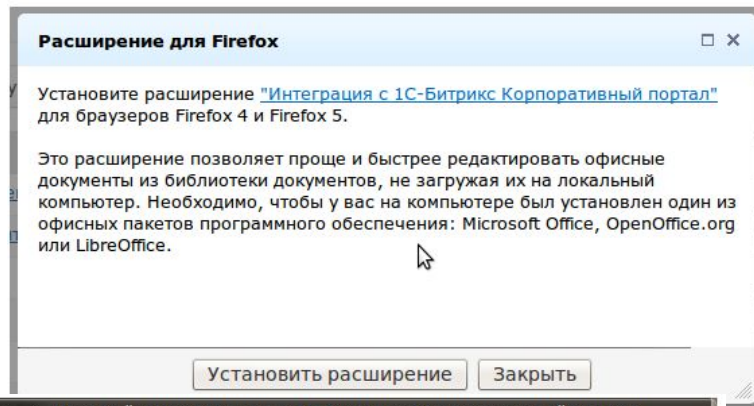 Расширение для Firefox
Установите расширение "Интеграция с 1С-Битрикс Корпоративный портал"
для браузеров Firefox 4 и Firefox 5.
Это расширение позволяет проще и быстрее редактировать офисные
документы из библиотеки документов, не загружая их на локальный
компьютер. Необходимо, чтобы у вас на компьютере был установлен один из
офисных пакетов программного обеспечения: Microsoft Office, OpenOffice.org
или LibreOffice.
Установить расширение Закрыть